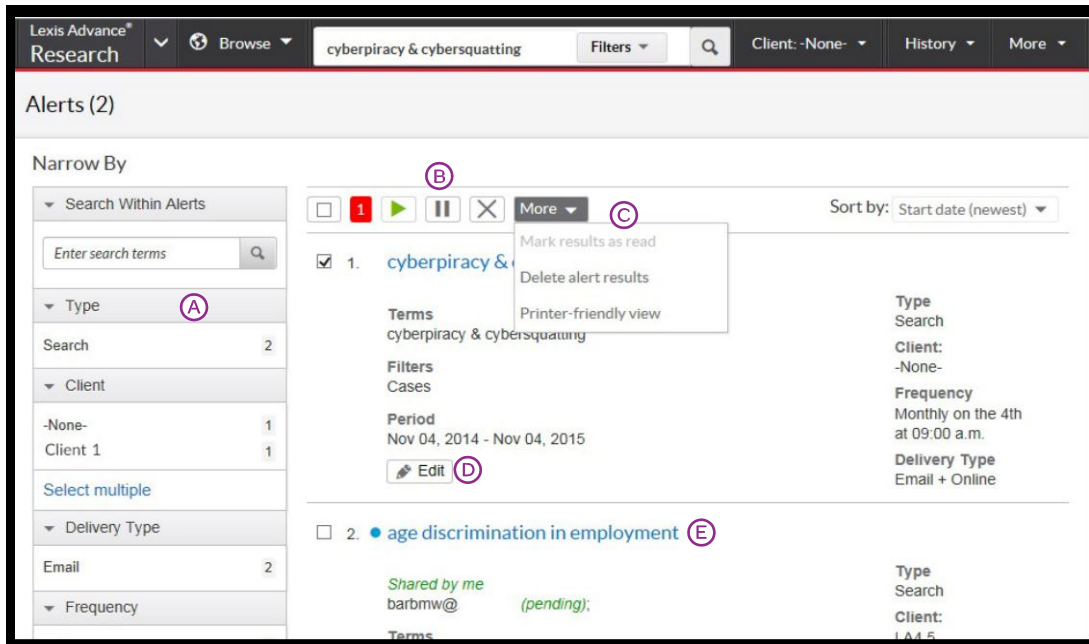 Lexis Advance®
Research
Browse
cyberpiracy & cybersquatting
Filters
Client: -None-
History
More
Alerts (2)
Narrow By
Search Within Alerts
Enter search terms
Type
A
Search 2
Client
-None- 1
Client 1 1
Select multiple
Delivery Type
Email 2
Frequency
B
1
More
C
Sort by: Start date (newest)
Mark results as read
Delete alert results
Printer-friendly view
1. cyberpiracy &
Terms
cyberpiracy & cybersquatting
Filters
Cases
Period
Nov 04, 2014 - Nov 04, 2015
Edit
D
Type
Search
Client:
-None-
Frequency
Monthly on the 4th
at 09:00 a.m.
Delivery Type
Email + Online
2. age discrimination in employment
E
Shared by me
barbmw@ (pending);
Terms
Type
Search
Client: